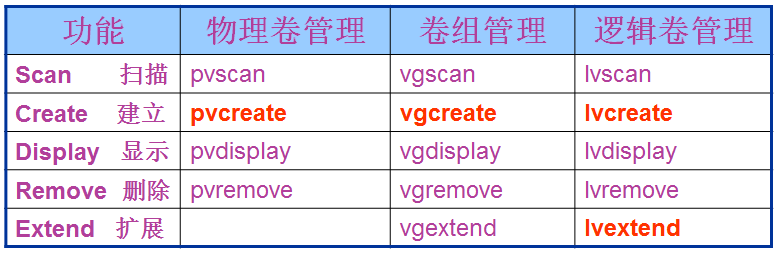 功能 物理卷管理 卷组管理 逻辑卷管理
Scan 扫描 pvscan vgscan lvscan
Create 建立 pvcreate vgcreate lvcreate
Display 显示 pvdisplay vgdisplay lvdisplay
Remove 删除 pvremove vgremove lvremove
Extend 扩展 vgextend lvextend